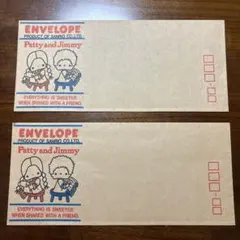 ENVELOPE
PRODUCT OF SANRIO CO.,LTD.
Patty and Jimmy
EVERYTHING IS SWEETER
WHEN SHARED WITH A FRIEND.
ENVELOPE
PRODUCT OF SANRIO CO.,LTD.
Patty and Jimmy
EVERYTHING IS SWEETER
WHEN SHARED WITH A FRIEND.